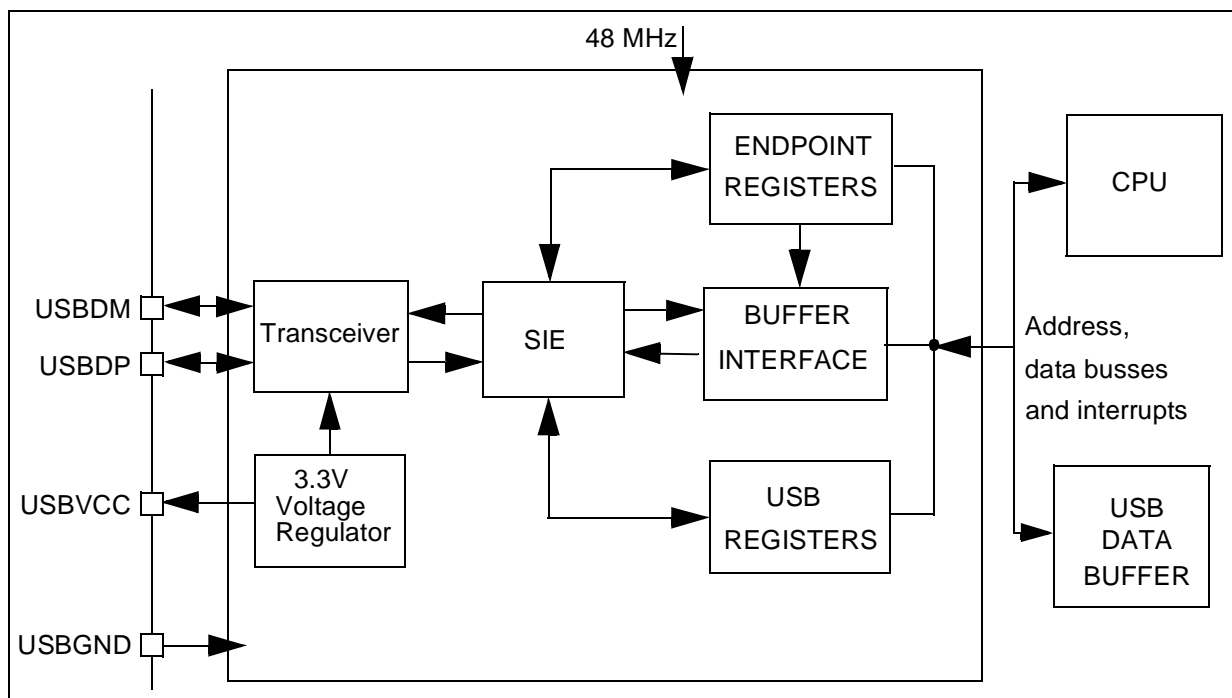 48 MHz
ENDPOINT
REGISTERS
CPU
USBDM
USBDP
Transceiver
SIE
BUFFER
INTERFACE
Address,
data busses
and interrupts
USBVCC
3.3V
Voltage
Regulator
USB
REGISTERS
USB
DATA
BUFFER
USBGND